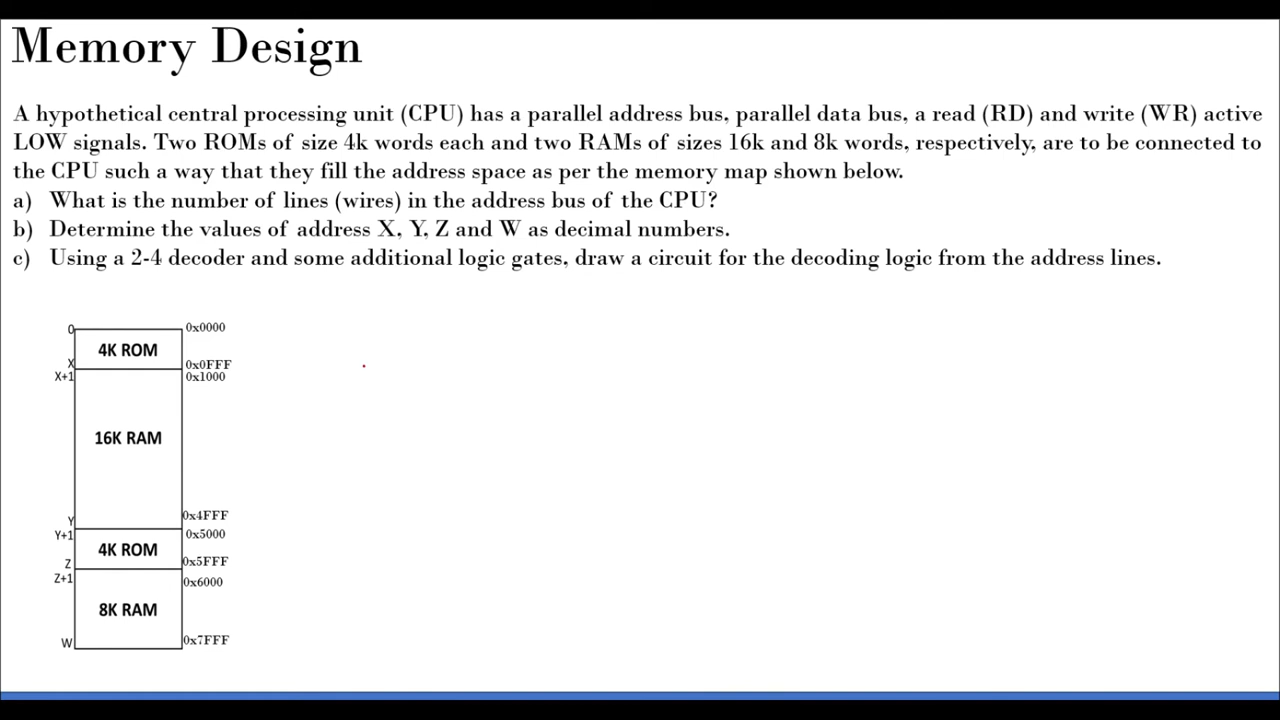 Memory Design
A hypothetical central processing unit (CPU) has a parallel address bus, parallel data bus, a read (RD) and write (WR) active
LOW signals. Two ROMs of size 4k words each and two RAMs of sizes 16k and 8k words, respectively, are to be connected to
the CPU such a way that they fill the address space as per the memory map shown below.
a) What is the number of lines (wires) in the address bus of the CPU?
b) Determine the values of address X, Y, Z and W as decimal numbers.
c) Using a 2-4 decoder and some additional logic gates, draw a circuit for the decoding logic from the address lines.
0 0x0000
4K ROM
X 0x0FFF
X+1 0x1000
16K RAM
Y 0x4FFF
Y+1 0x5000
4K ROM
Z 0x5FFF
Z+1 0x6000
8K RAM
W 0x7FFF